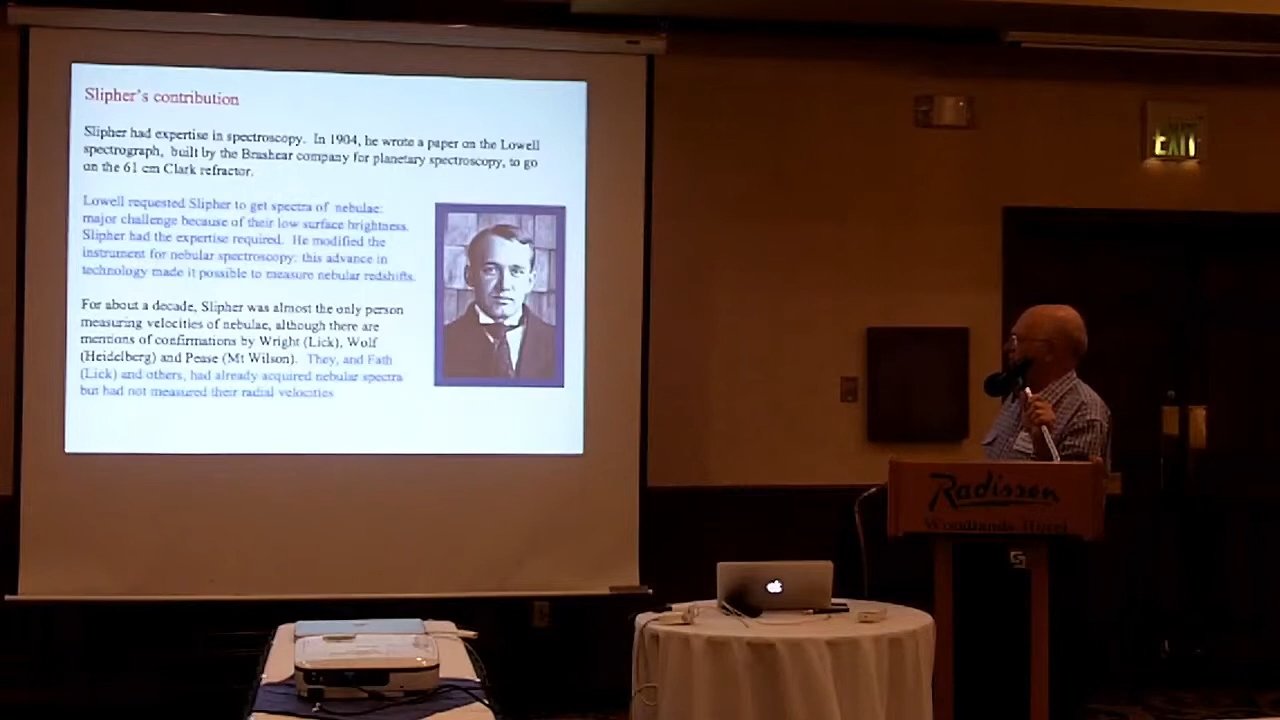 Slipher's contribution
Slipher had expertise in spectroscopy. In 1904, he wrote a paper on the Lowell
spectrograph, built by the Brashear company for planetary spectroscopy, to go
on the 61 cm Clark refractor.
Lowell requested Slipher to get spectra of nebulae:
major challenge because of their low surface brightness.
Slipher had the expertise required. He modified the
instrument for nebular spectroscopy: this advance in
technology made it possible to measure nebular redshifts.
For about a decade, Slipher was almost the only person
measuring velocities of nebulae, although there are
mentions of confirmations by Wright (Lick), Wolf
(Heidelberg) and Pease (Mt Wilson). They, and Fath
(Lick) and others, had already acquired nebular spectra
but had not measured their radial velocities
EXIT
Radisson
Woodlands Hotel